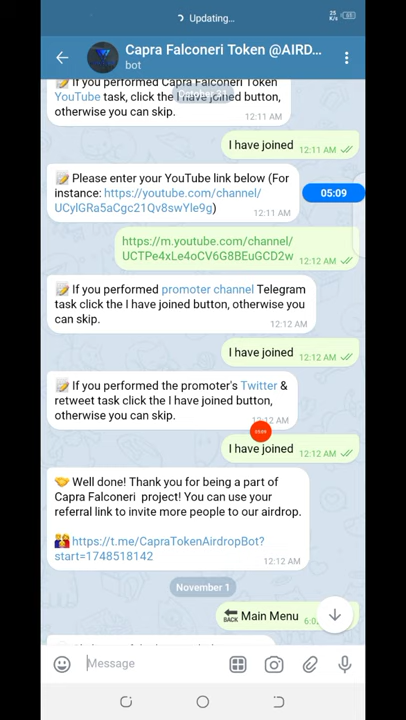 Updating...
25
K/s
Capra Falconeri Token @AIRD...
bot
If you performed Capra Falconeri Token
October 31
YouTube task, click the I have joined button,
otherwise you can skip.
12:11 AM
I have joined
12:11 AM
Please enter your YouTube link below (For
instance: https://youtube.com/channel/
UCylGRa5aCgc21Qv8swYle9g)
12:11 AM
05:09
https://m.youtube.com/channel/
UCTPe4xLe4oCV6G8BEuGCD2w
12:12 AM
If you performed promoter channel Telegram
task click the I have joined button, otherwise you
can skip.
12:12 AM
I have joined
12:12 AM
If you performed the promoter's Twitter &
retweet task click the I have joined button,
otherwise you can skip.
12:12 AM
I have joined
12:12 AM
Well done! Thank you for being a part of
Capra Falconeri project! You can use your
referral link to invite more people to our airdrop.
https://t.me/CapraTokenAirdropBot?
start=1748518142
12:12 AM
November 1
BACK Main Menu
Message